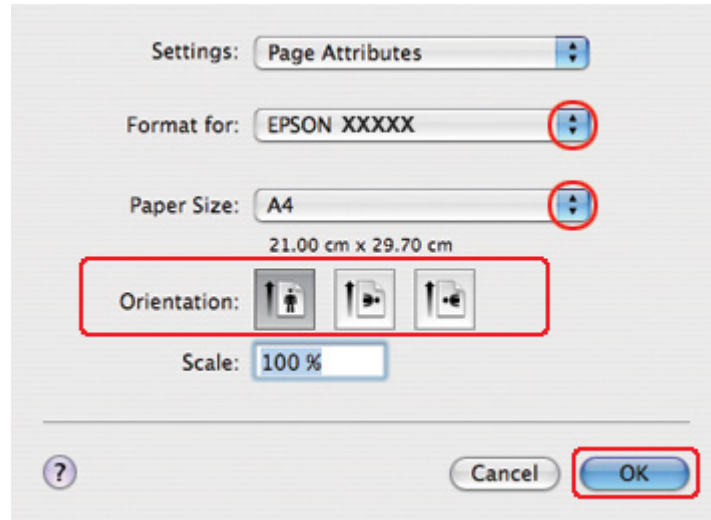 Settings: Page Attributes
Format for: EPSON XXXXX
Paper Size: A4
21.00 cm x 29.70 cm
Orientation:
Scale: 100 %
? Cancel OK